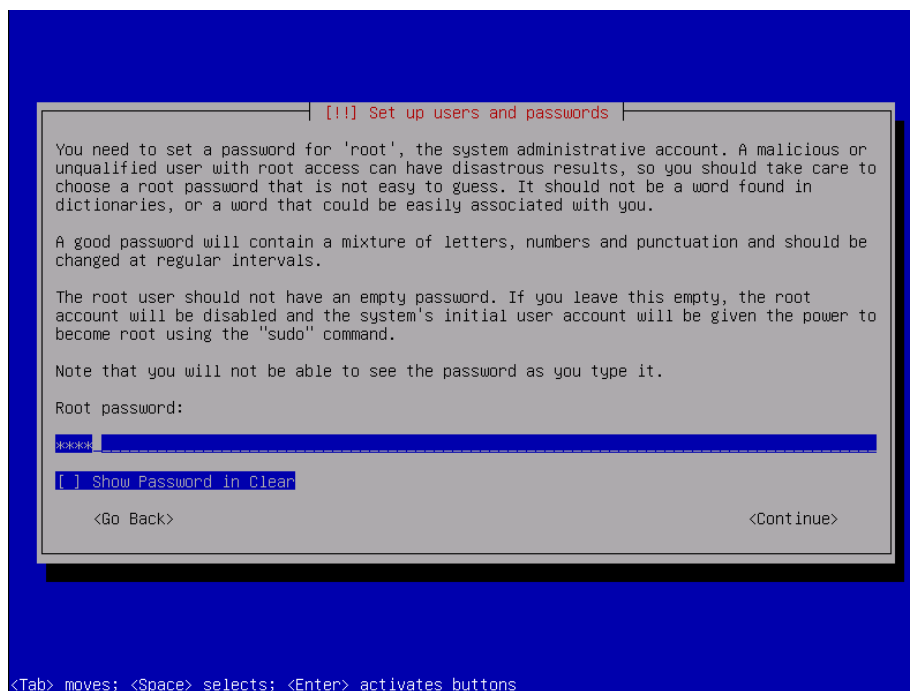 [!!] Set up users and passwords
You need to set a password for 'root', the system administrative account. A malicious or
unqualified user with root access can have disastrous results, so you should take care to
choose a root password that is not easy to guess. It should not be a word found in
dictionaries, or a word that could be easily associated with you.
A good password will contain a mixture of letters, numbers and punctuation and should be
changed at regular intervals.
The root user should not have an empty password. If you leave this empty, the root
account will be disabled and the system's initial user account will be given the power to
become root using the "sudo" command.
Note that you will not be able to see the password as you type it.
Root password:
****
[ ] Show Password in Clear
<Go Back> <Continue>
<Tab> moves; <Space> selects; <Enter> activates buttons